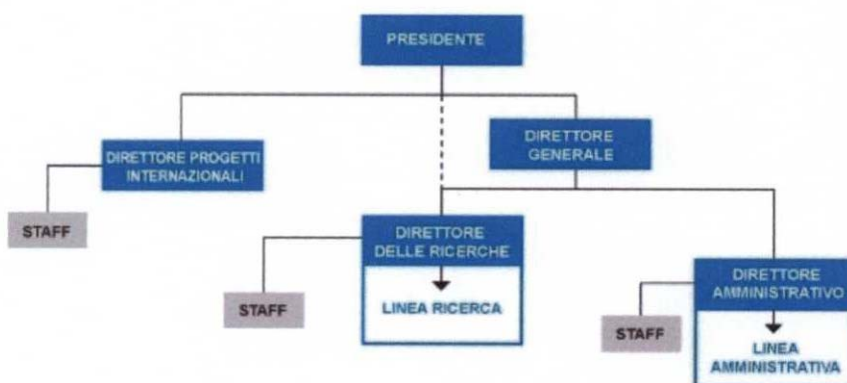 PRESIDENTE
DIRETTORE PROGETTI
INTERNAZIONALI
DIRETTORE
GENERALE
STAFF
DIRETTORE
DELLE RICERCHE
LINEA RICERCA
STAFF
DIRETTORE
AMMINISTRATIVO
LINEA
AMMINISTRATIVA
STAFF